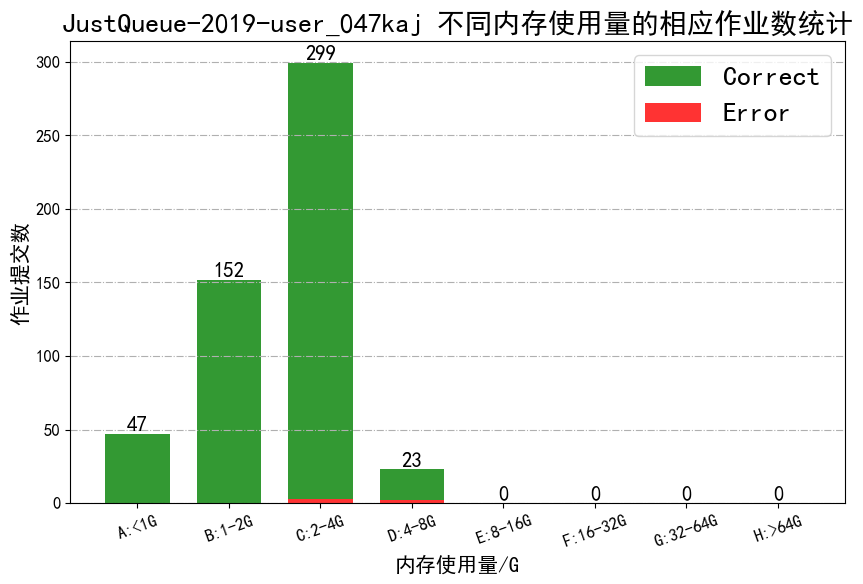 JustQueue-2019-user_047kaj 不同内存使用量的相应作业数统计
Correct
Error
作业提交数
300
250
200
150
100
50
0
47
152
299
23
0
0
0
0
A:<1G
B:1-2G
C:2-4G
D:4-8G
E:8-16G
F:16-32G
G:32-64G
H:>64G
内存使用量/G